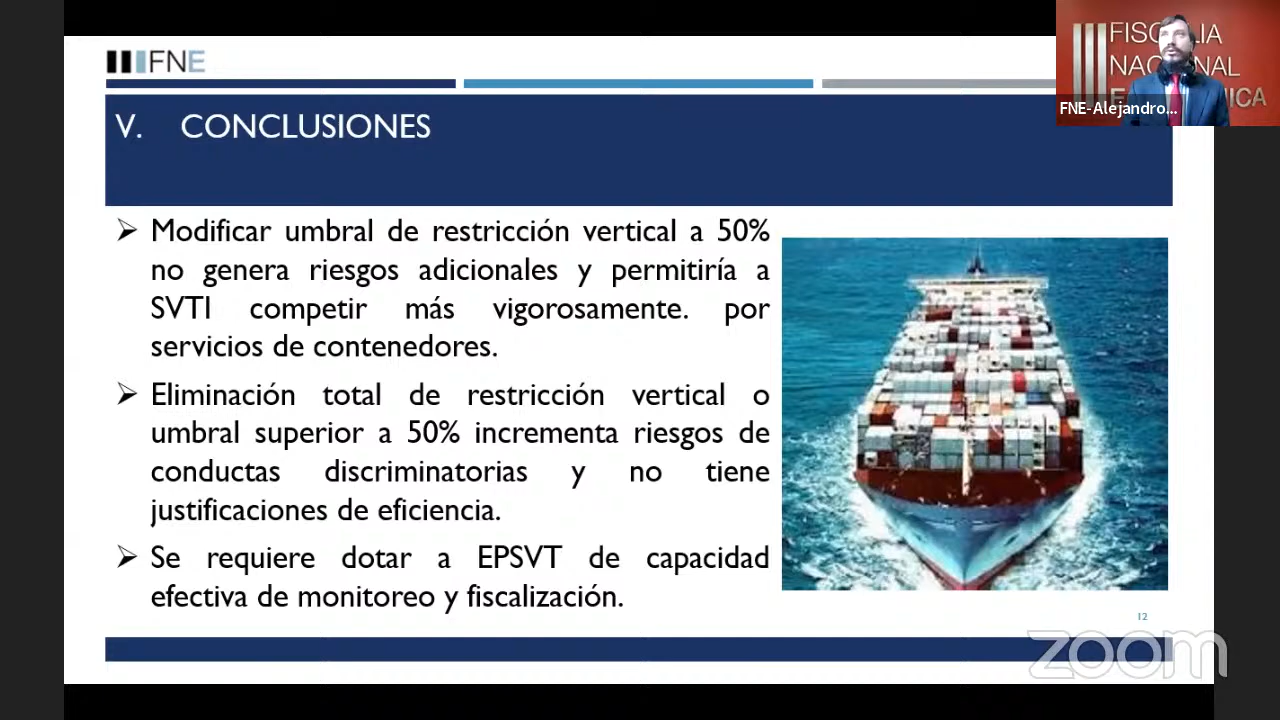 FNE
FISCALIA
NACIONAL
FNE-Alejandro...
V. CONCLUSIONES
➢ Modificar umbral de restricción vertical a 50%
no genera riesgos adicionales y permitiría a
SVTI competir más vigorosamente. por
servicios de contenedores.
➢ Eliminación total de restricción vertical o
umbral superior a 50% incrementa riesgos de
conductas discriminatorias y no tiene
justificaciones de eficiencia.
➢ Se requiere dotar a EPSVT de capacidad
efectiva de monitoreo y fiscalización.
12
zoom